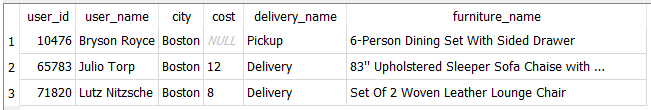 user_id user_name city cost delivery_name furniture_name
1 10476 Bryson Royce Boston NULL Pickup 6-Person Dining Set With Sided Drawer
2 65783 Julio Torp Boston 12 Delivery 83" Upholstered Sleeper Sofa Chaise with ...
3 71820 Lutz Nitzsche Boston 8 Delivery Set Of 2 Woven Leather Lounge Chair